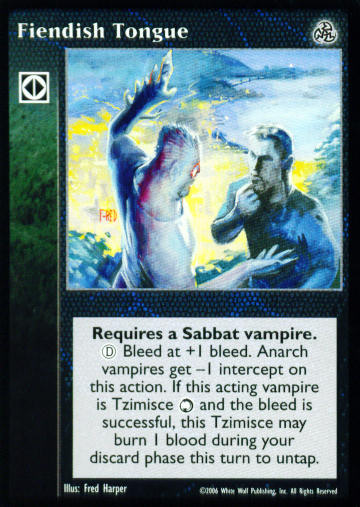 Fiendish Tongue
FRED
Requires a Sabbat vampire.
Ⓓ Bleed at +1 bleed. Anarch
vampires get –1 intercept on
this action. If this acting vampire
is Tzimisce and the bleed is
successful, this Tzimisce may
burn 1 blood during your
discard phase this turn to untap.
Illus: Fred Harper
©2006 White Wolf Publishing, Inc. All Rights Reserved